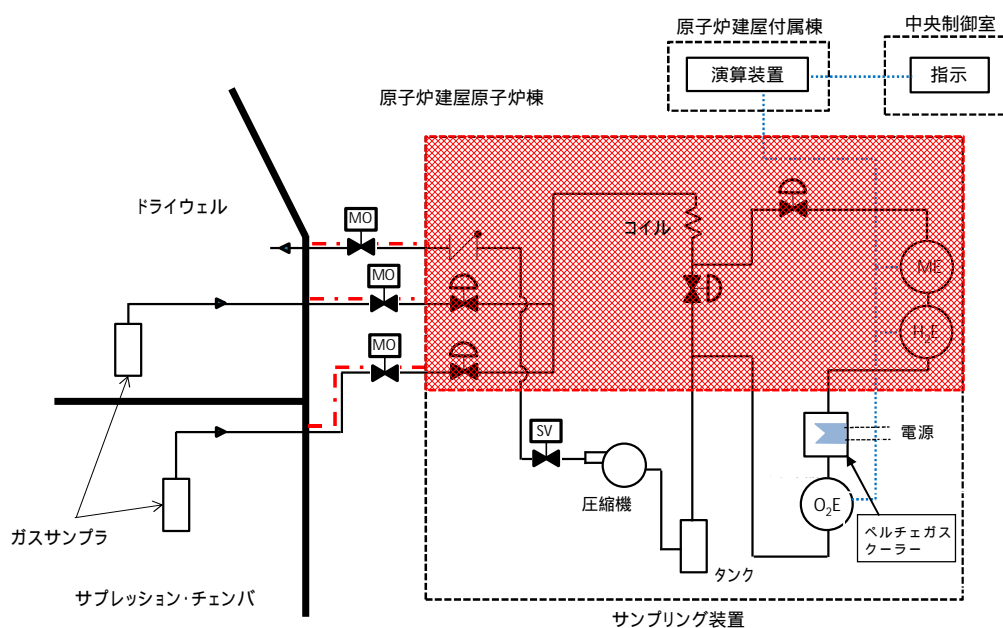 原子炉建屋付属棟
中央制御室
演算装置
指示
原子炉建屋原子炉棟
ドライウェル
MO
コイル
MO
ME
H2E
MO
SV
電源
圧縮機
O2E
ガスサンプラ
ペルチェガス
クーラー
タンク
サプレッション・チェンバ
サンプリング装置